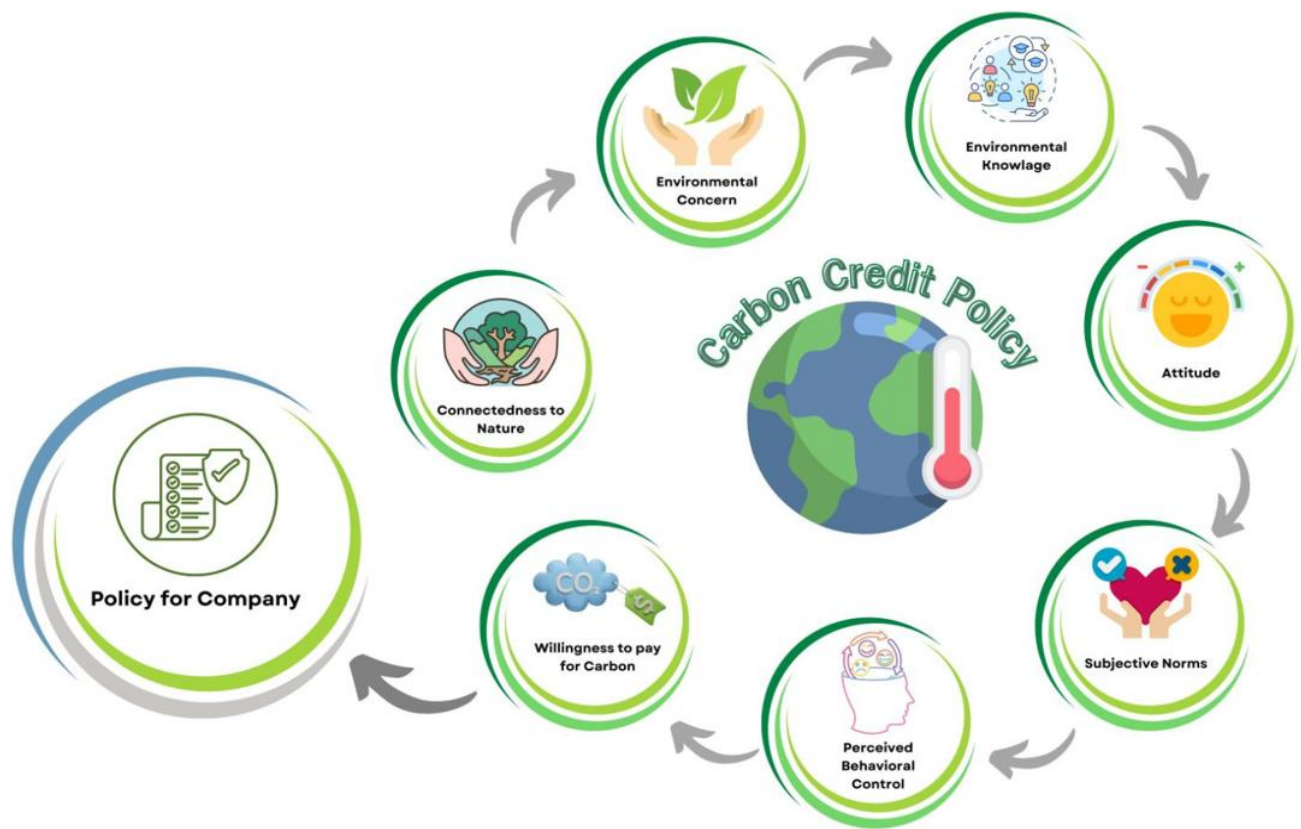 Carbon Credit Policy
Connectedness to
Nature
Environmental
Concern
Environmental
Knowlage
Attitude
Subjective Norms
Perceived
Behavioral
Control
CO₂
$
Willingness to pay
for Carbon
Policy for Company